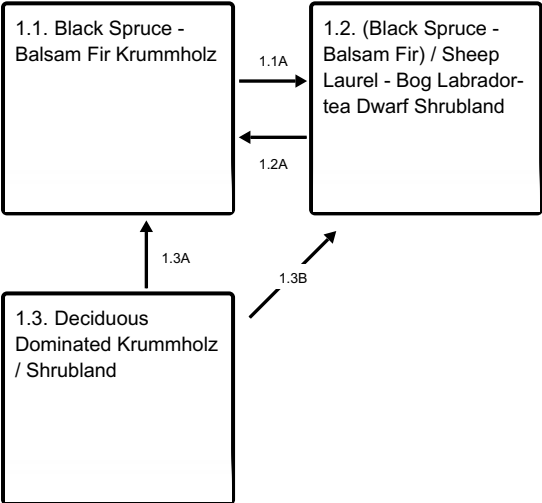 1.1. Black Spruce -
Balsam Fir Krummholz
1.1A
1.2. (Black Spruce -
Balsam Fir) / Sheep
Laurel - Bog Labrador-
tea Dwarf Shrubland
1.2A
1.3A
1.3B
1.3. Deciduous
Dominated Krummholz
/ Shrubland